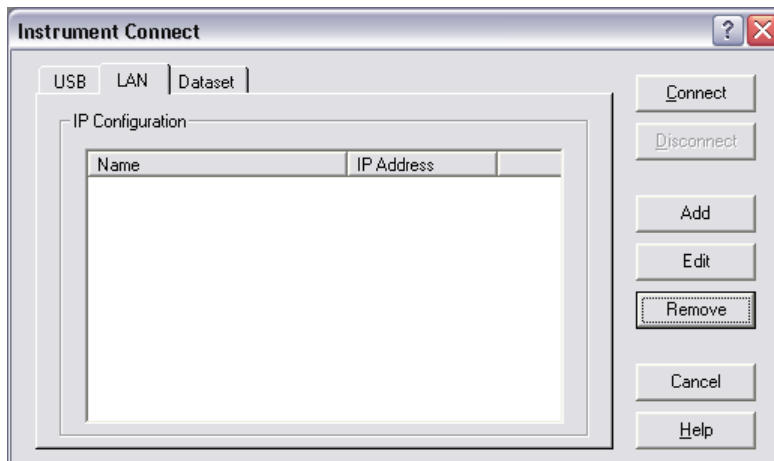 Instrument Connect
USB LAN Dataset
IP Configuration
Name IP Address
Connect
Disconnect
Add
Edit
Remove
Cancel
Help